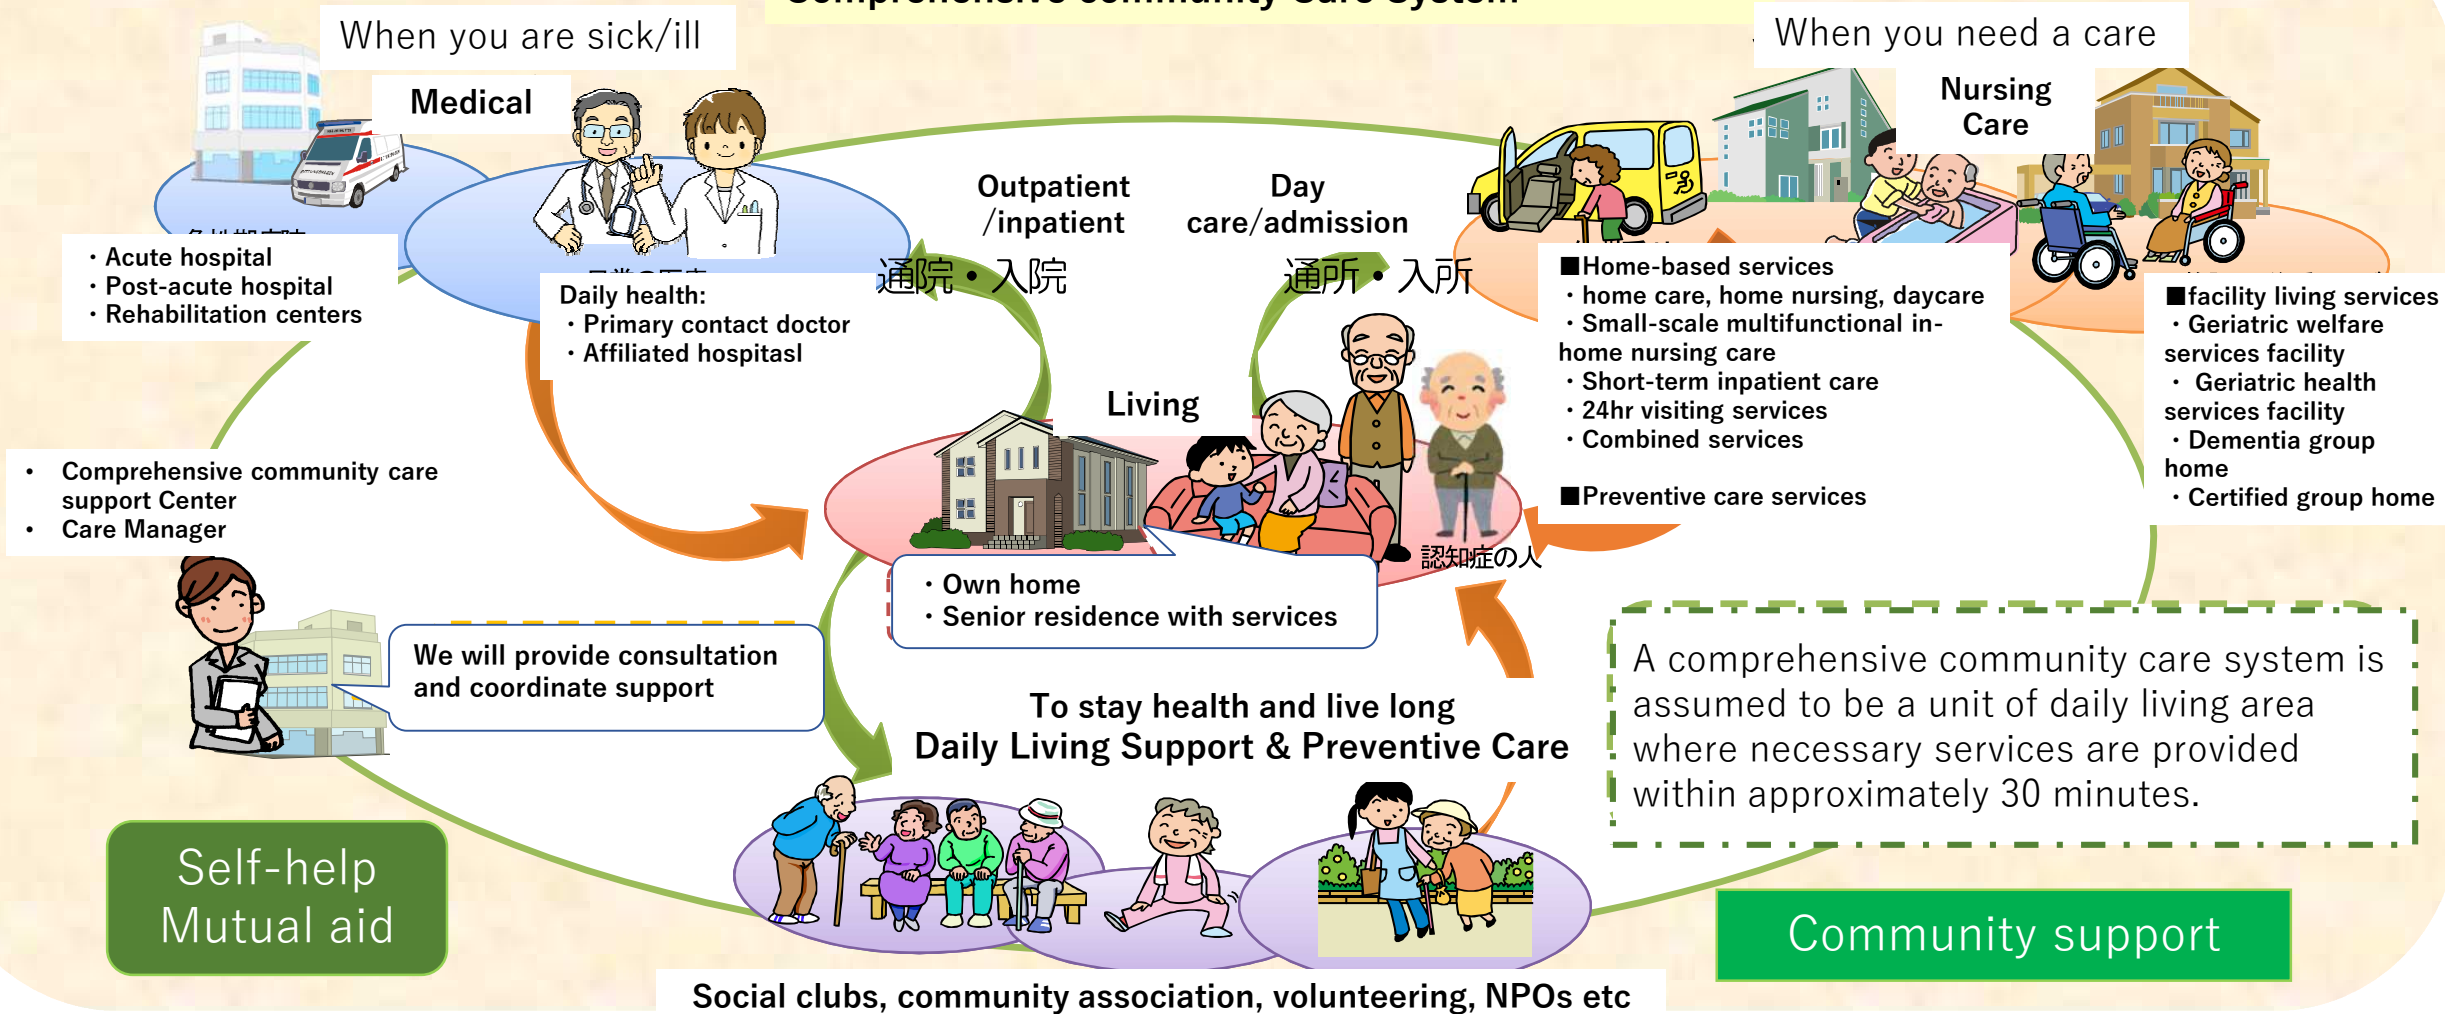 Comprehensive community Care System
When you are sick/ill
Medical
When you need a care
Nursing
Care
Outpatient
/inpatient
Day
care/admission
通院・入院
通所・入所
・Acute hospital
・Post-acute hospital
・Rehabilitation centers
Daily health:
・Primary contact doctor
・Affiliated hospitasl
■Home-based services
・home care, home nursing, daycare
・Small-scale multifunctional in-
home nursing care
・Short-term inpatient care
・24hr visiting services
・Combined services
■Preventive care services
■facility living services
・Geriatric welfare
services facility
・ Geriatric health
services facility
・Dementia group
home
・Certified group home
Living
• Comprehensive community care
support Center
• Care Manager
認知症の人
・Own home
・Senior residence with services
We will provide consultation
and coordinate support
To stay health and live long
Daily Living Support & Preventive Care
A comprehensive community care system is
assumed to be a unit of daily living area
where necessary services are provided
within approximately 30 minutes.
Self-help
Mutual aid
Community support
Social clubs, community association, volunteering, NPOs etc